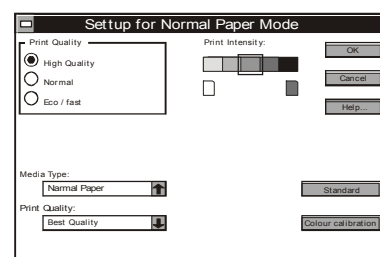 Settup for Normal Paper Mode
Print Quality
High Quality
Normal
Eco / fast
Print Intensity:
OK
Cancel
Help...
Media Type:
Narmal Paper
Standard
Print Quality:
Best Quality
Colour calibration